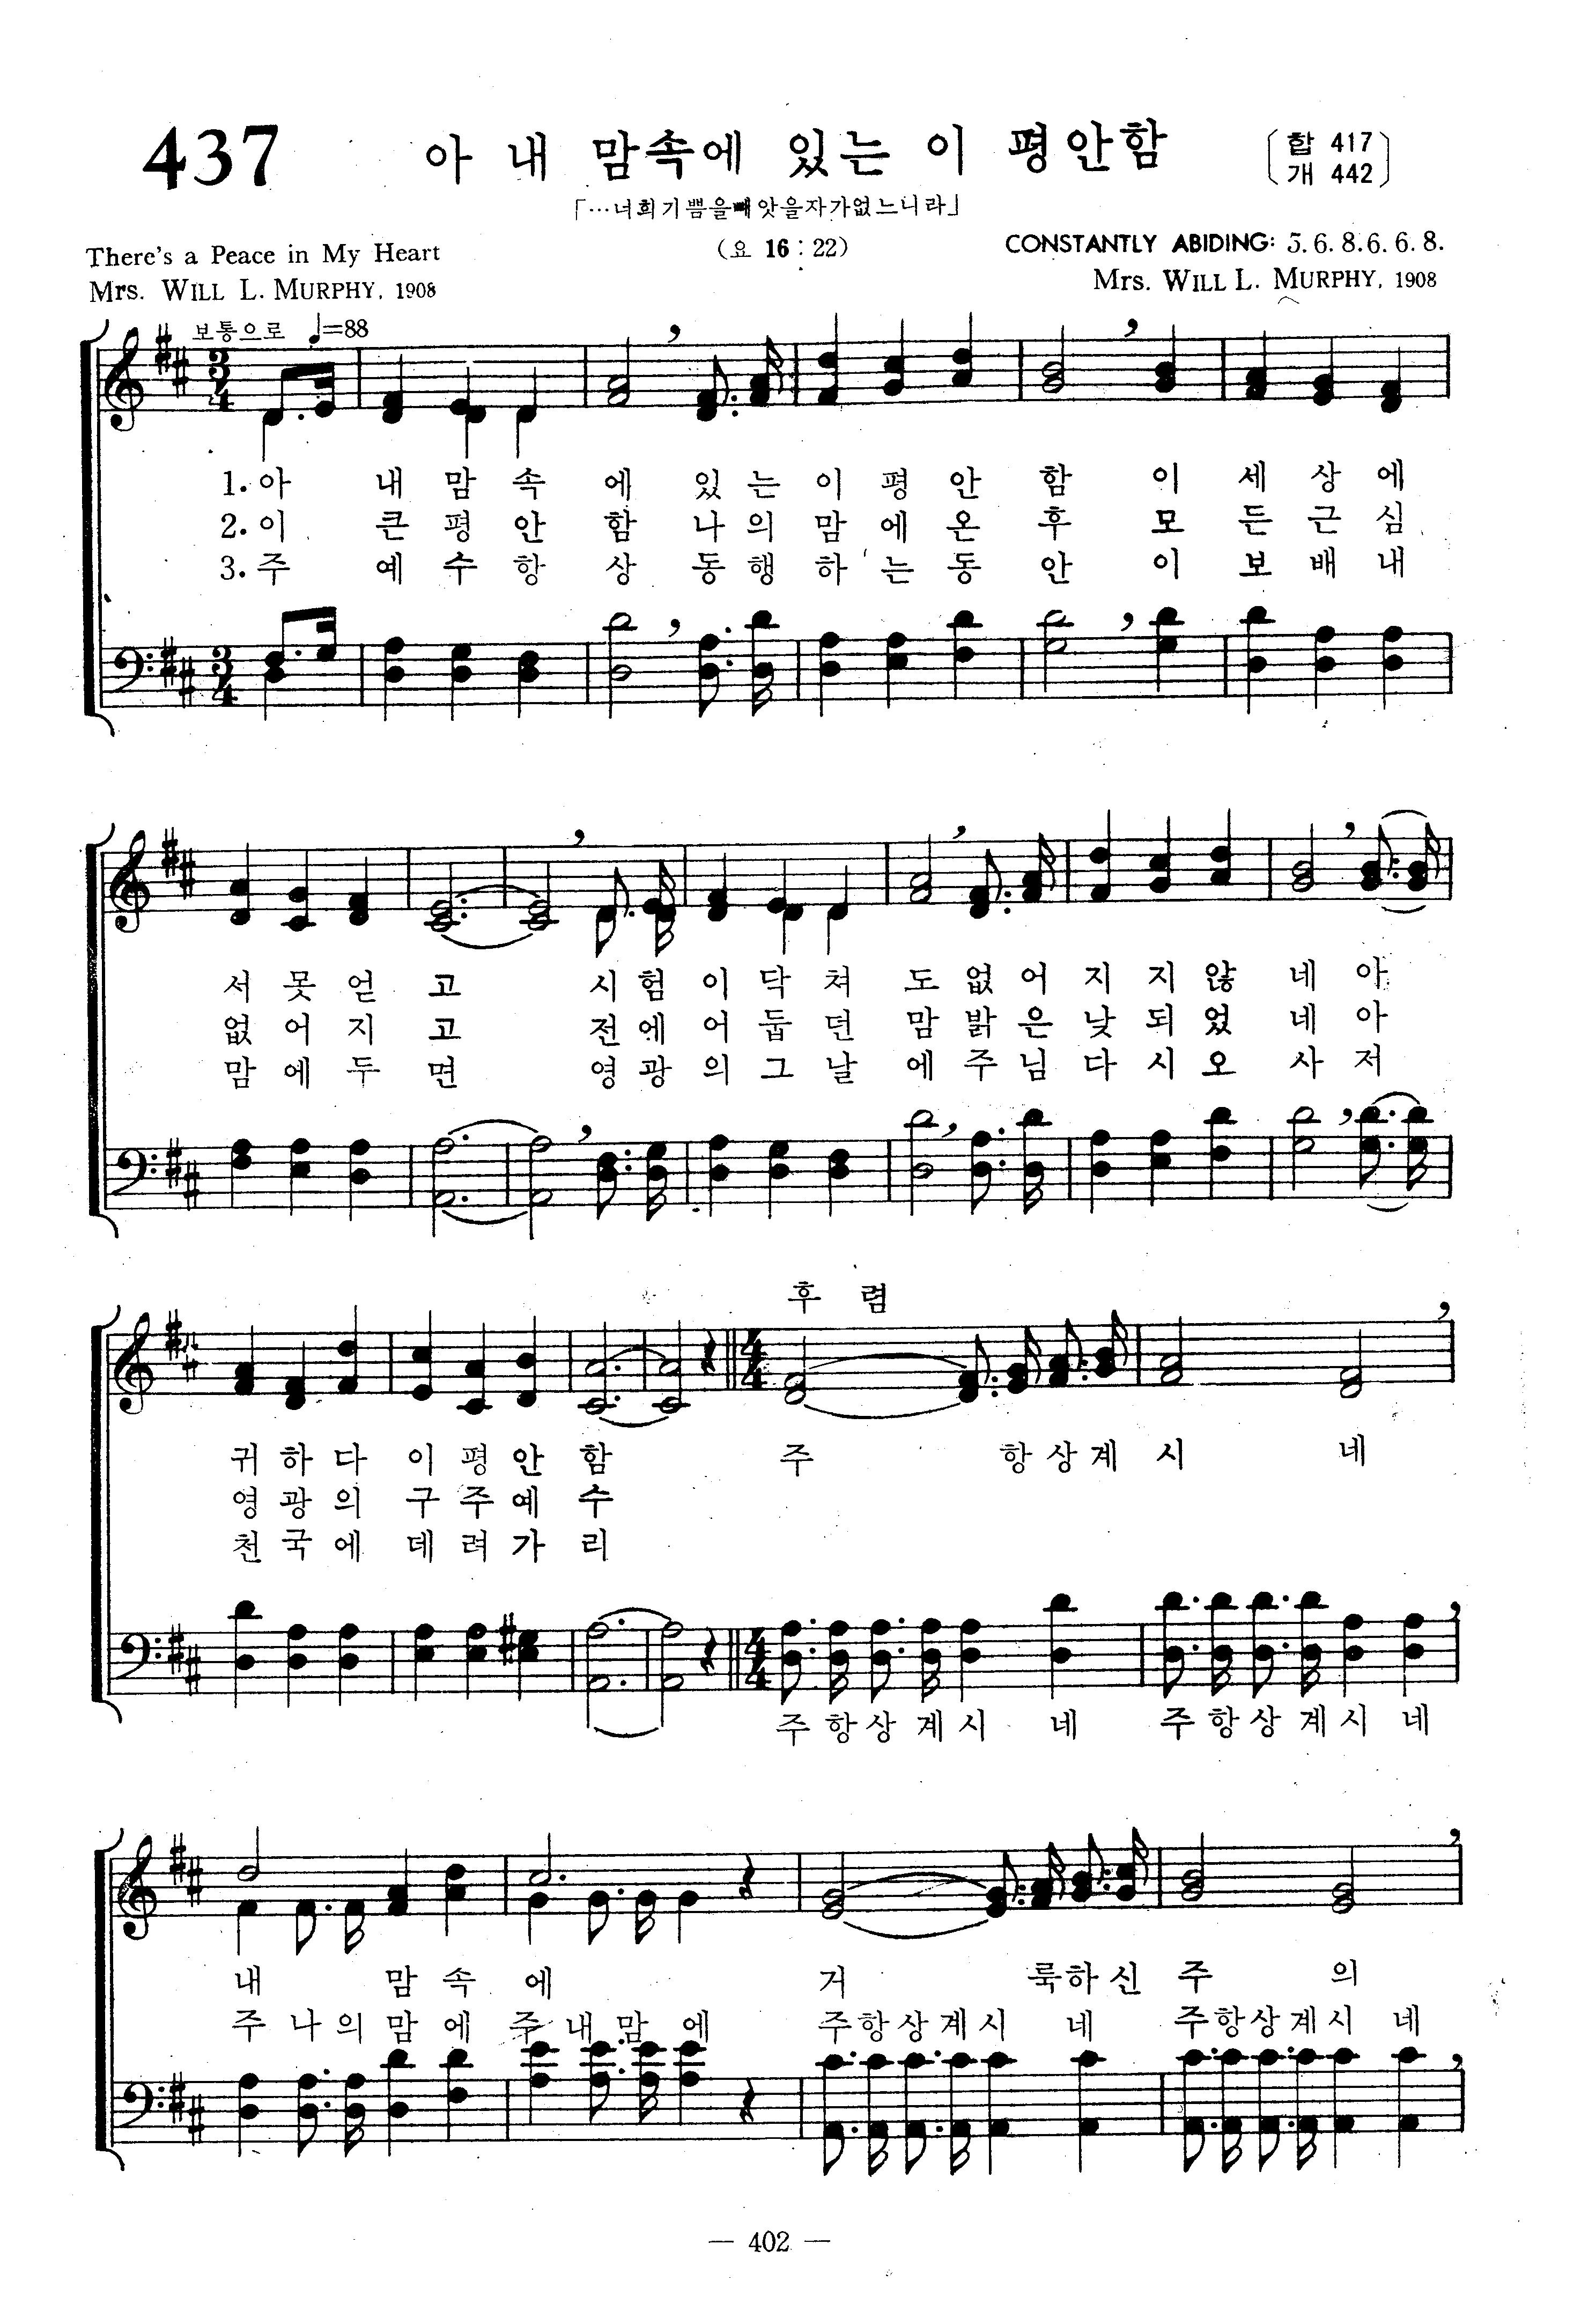 437 아 내 맘속에 있는 이 평안함 〔합 417 개 442〕
「…너희기쁨을빼앗을자가없느니라」
There's a Peace in My Heart (요 16 : 22) CONSTANTLY ABIDING: 5. 6. 8. 6. 6. 8.
Mrs. WILL L. MURPHY, 1908 Mrs. WILL L. MURPHY, 1908
보통으로 ♩=88
3/4
1. 아 내 맘 속 에 있 는 이 평 안 함 이 세 상 에
2. 이 큰 평 안 함 나 의 맘 에 온 후 모 든 근 심
3. 주 예 수 항 상 동 행 하 는 동 안 이 보 배 내
3/4
서 못 얻 고 시 험 이 닥 쳐 도 없 어 지 지 않 네 아
없 어 지 고 전 에 어 둡 던 맘 밝 은 낮 되 었 네 아
맘 에 두 면 영 광 의 그 날 에 주 님 다 시 오 사 저
후 렴
4/4
귀 하 다 이 평 안 함 주 항 상 계 시 네
영 광 의 구 주 예 수
천 국 에 데 려 가 리
4/4
주 항 상 계 시 네 주 항 상 계 시 네
내 맘 속 에 거 룩 하 신 주 의
주 나 의 맘 에 주 내 맘 에 주 항 상 계 시 네 주 항 상 계 시 네
— 402 —